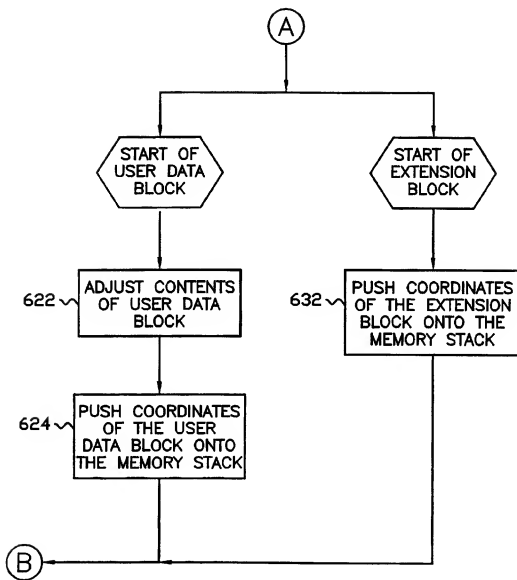 A
START OF
USER DATA
BLOCK
START OF
EXTENSION
BLOCK
622
ADJUST CONTENTS
OF USER DATA
BLOCK
632
PUSH COORDINATES
OF THE EXTENSION
BLOCK ONTO THE
MEMORY STACK
624
PUSH COORDINATES
OF THE USER
DATA BLOCK ONTO
THE MEMORY STACK
B